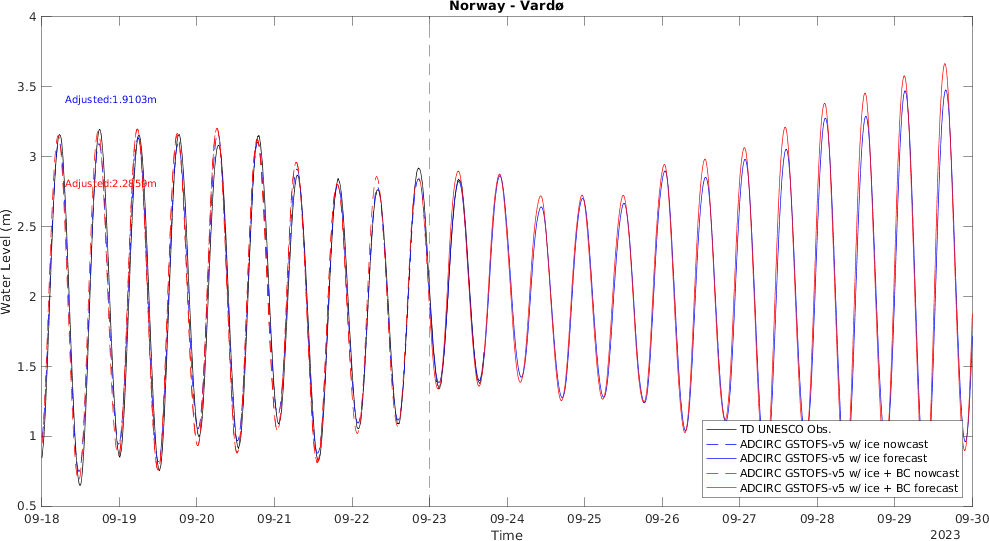 Norway - Vardø
4
3.5
3
2.5
2
1.5
1
0.5
Water Level (m)
Adjusted:1.9103m
Adjusted:2.2859m
TD UNESCO Obs.
ADCIRC GSTOFS-v5 w/ ice nowcast
ADCIRC GSTOFS-v5 w/ ice forecast
ADCIRC GSTOFS-v5 w/ ice + BC nowcast
ADCIRC GSTOFS-v5 w/ ice + BC forecast
09-18 09-19 09-20 09-21 09-22 09-23 09-24 09-25 09-26 09-27 09-28 09-29 09-30
Time
2023